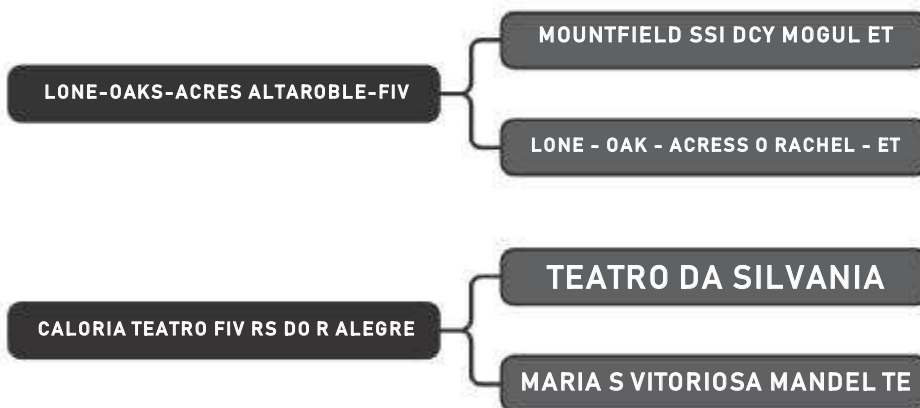 MOUNTFIELD SSI DCY MOGUL ET
LONE-OAKS-ACRES ALTAROBLE-FIV
LONE - OAK - ACRESS O RACHEL - ET
TEATRO DA SILVANIA
CALORIA TEATRO FIV RS DO R ALEGRE
MARIA S VITORIOSA MANDEL TE